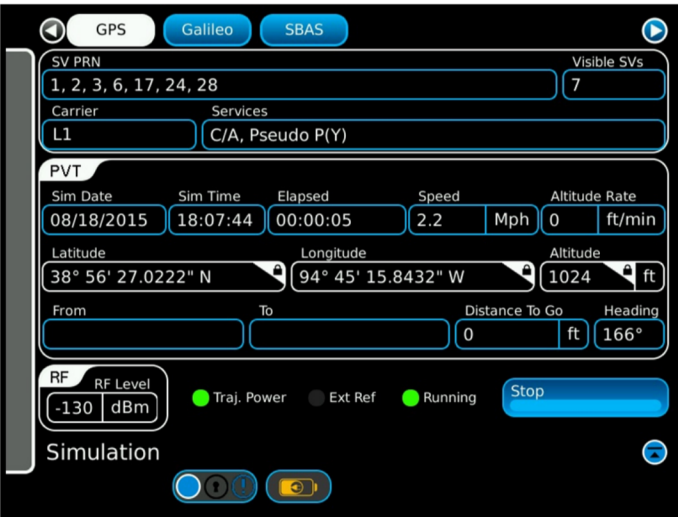 GPS Galileo SBAS
SV PRN Visible SVs
1, 2, 3, 6, 17, 24, 28 7
Carrier Services
L1 C/A, Pseudo P(Y)
PVT
Sim Date Sim Time Elapsed Speed Altitude Rate
08/18/2015 18:07:44 00:00:05 2.2 Mph 0 ft/min
Latitude Longitude Altitude
38° 56' 27.0222" N 94° 45' 15.8432" W 1024 ft
From To Distance To Go Heading
0 ft 166°
RF RF Level
-130 dBm Traj. Power Ext Ref Running Stop
Simulation